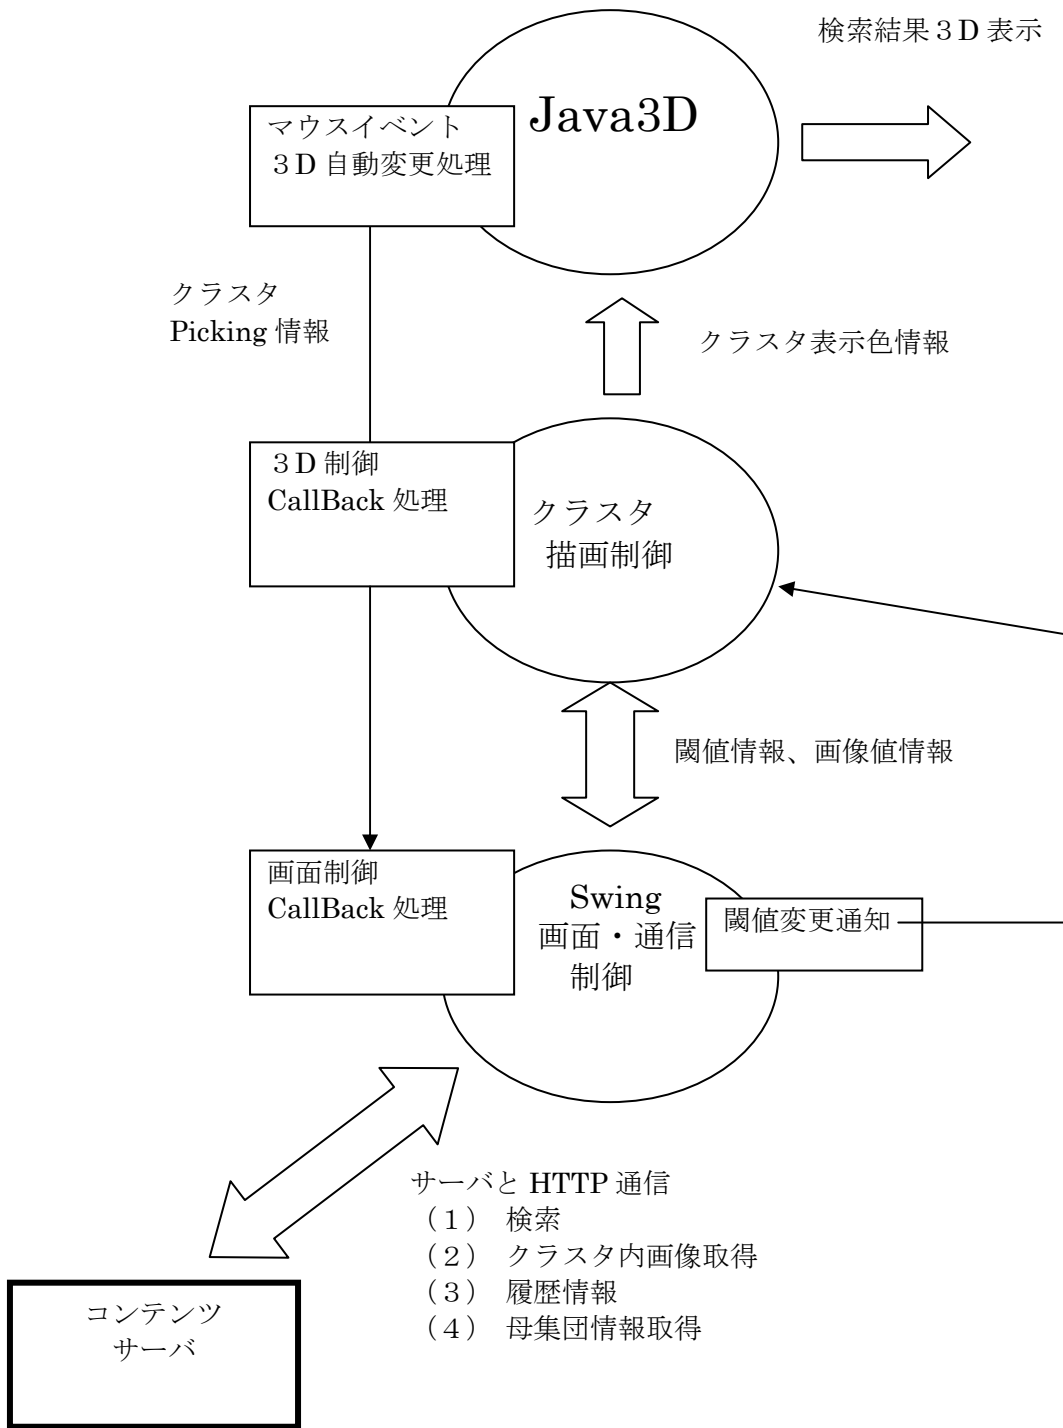 検索結果３D 表示
Java3D
マウスイベント
３D 自動変更処理
クラスタ
Picking 情報
クラスタ表示色情報
３D 制御
CallBack 処理
クラスタ
描画制御
閾値情報、画像値情報
画面制御
CallBack 処理
Swing
画面・通信
制御
閾値変更通知
サーバと HTTP 通信
（１） 検索
（２） クラスタ内画像取得
（３） 履歴情報
（４） 母集団情報取得
コンテンツ
サーバ